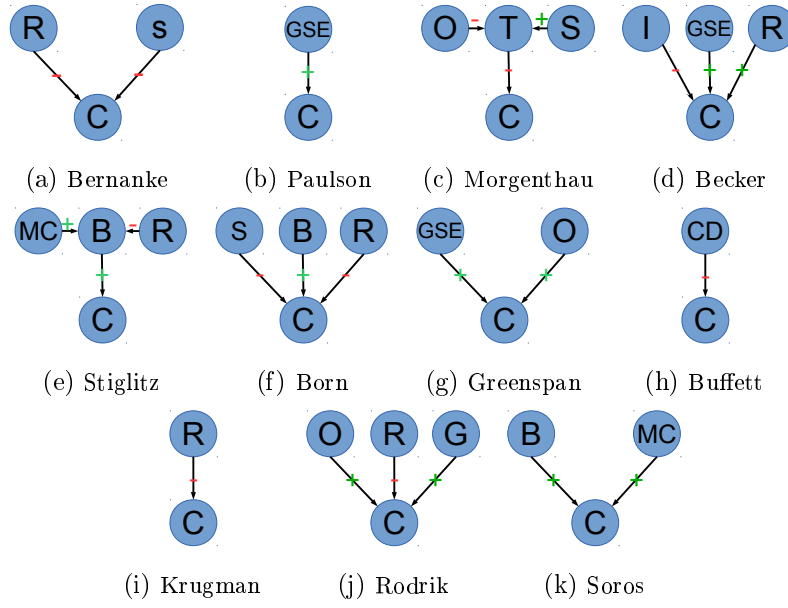 R s GSE O - T + S I GSE R
- - + - - + +
C C C C
(a) Bernanke (b) Paulson (c) Morgenthau (d) Becker
MC + B - R S B R GSE O CD
+ - + - + + -
C C C C
(e) Stiglitz (f) Born (g) Greenspan (h) Buffett
R O R G B MC
- + - + + +
C C C
(i) Krugman (j) Rodrik (k) Soros